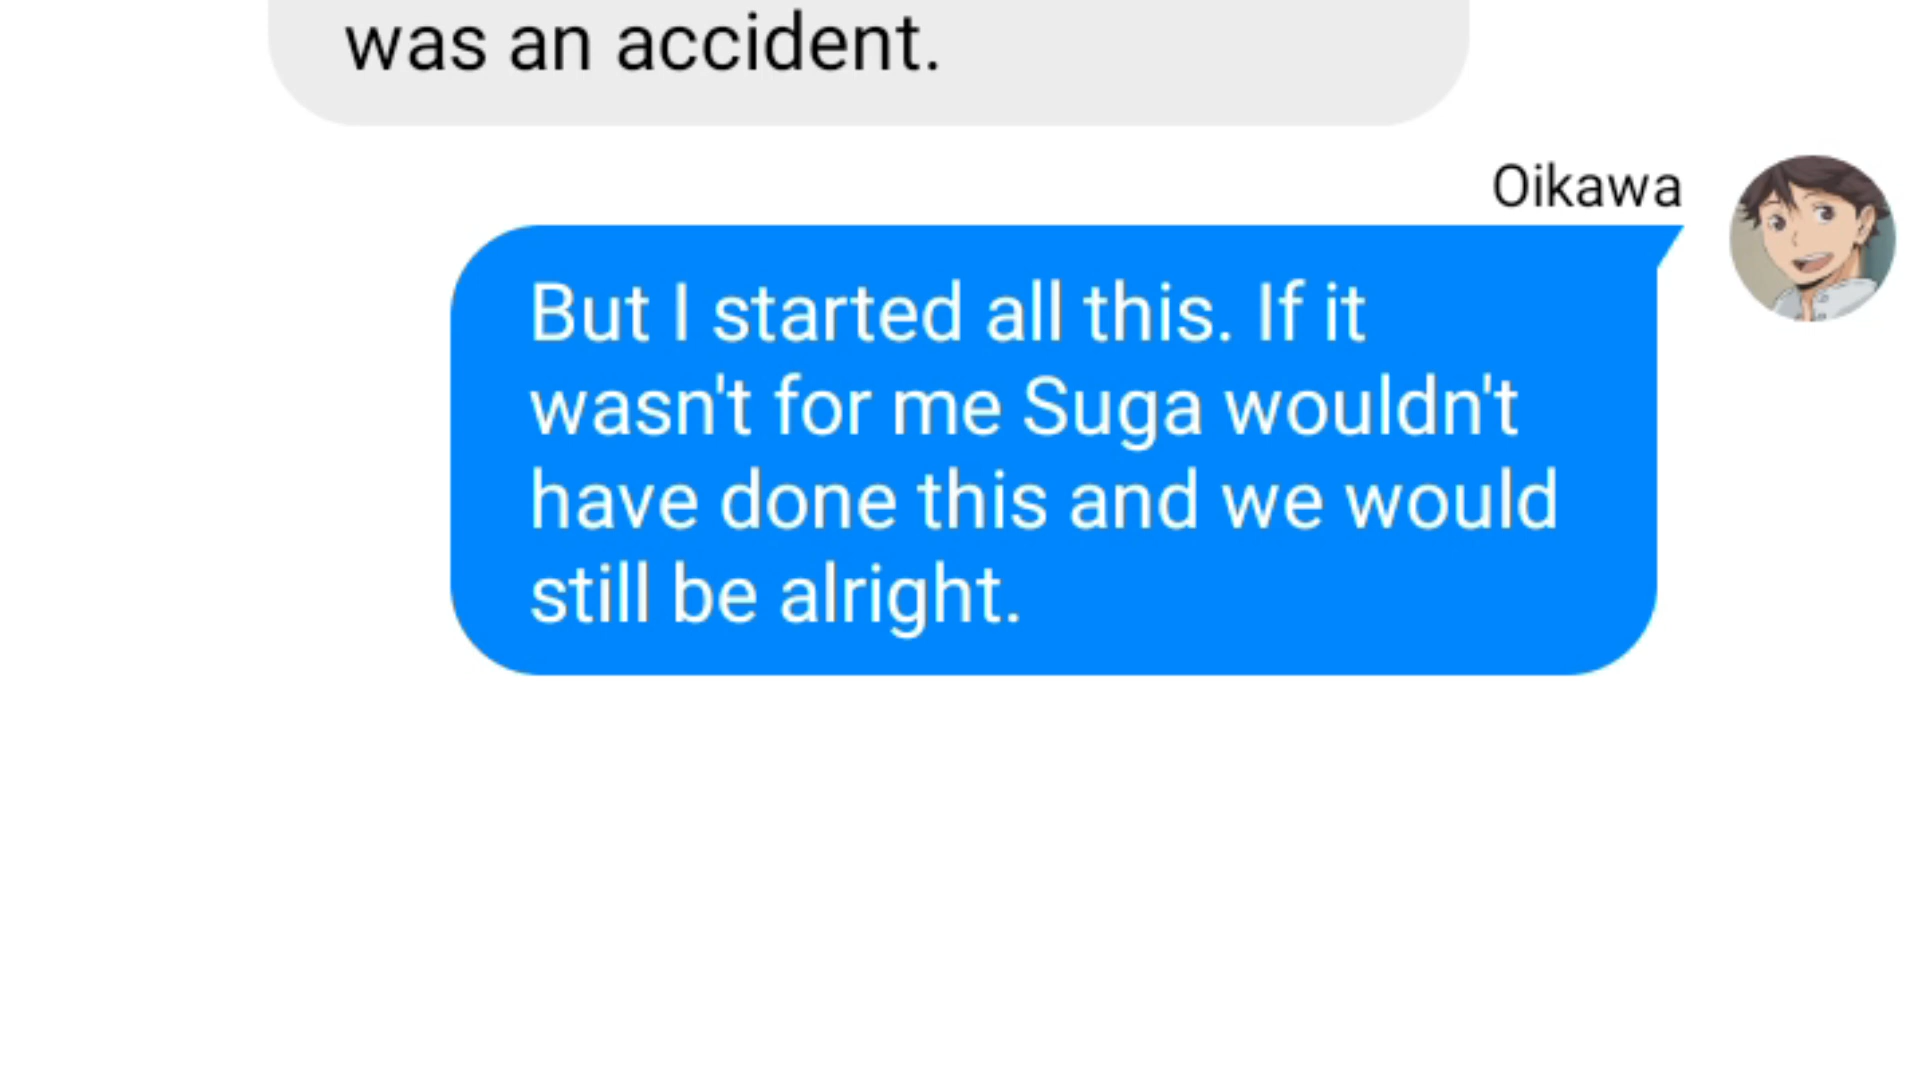 was an accident.
Oikawa
But I started all this. If it
wasn't for me Suga wouldn't
have done this and we would
still be alright.